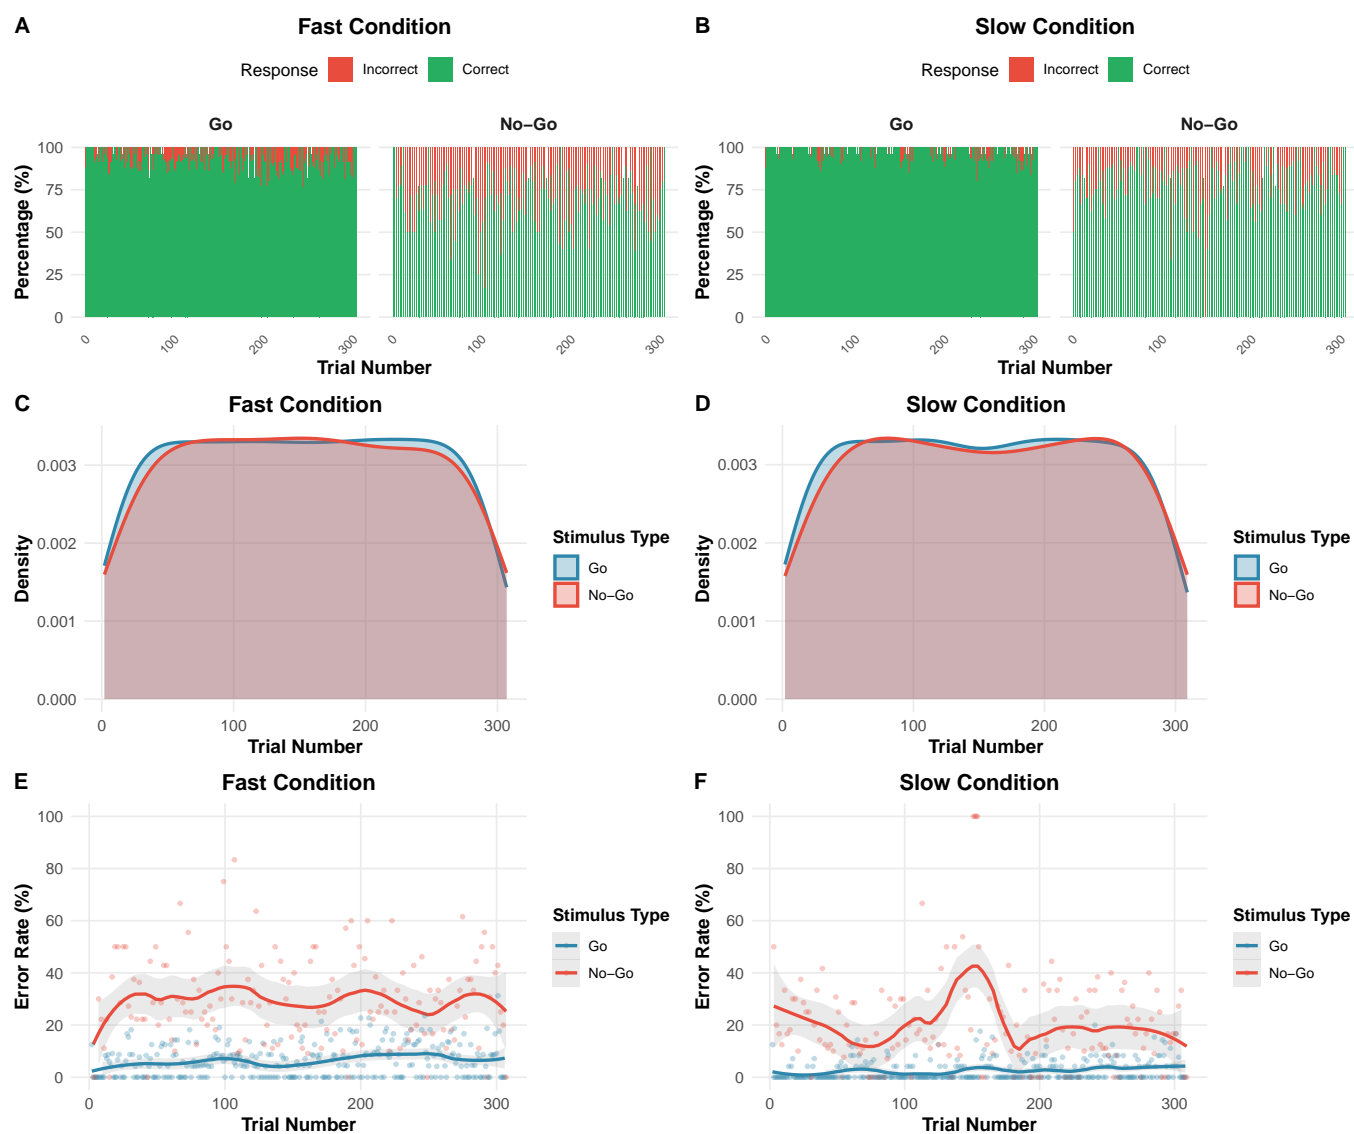 A Fast Condition
Response Incorrect Correct
Go No−Go
Percentage (%)
100
75
50
25
0
0 100 200 300 0 100 200 300
Trial Number
B Slow Condition
Response Incorrect Correct
Go No−Go
Percentage (%)
100
75
50
25
0
0 100 200 300 0 100 200 300
Trial Number
C Fast Condition
Density
0.003
0.002
0.001
0.000
0 100 200 300
Trial Number
Stimulus Type
Go
No−Go
D Slow Condition
Density
0.003
0.002
0.001
0.000
0 100 200 300
Trial Number
Stimulus Type
Go
No−Go
E Fast Condition
Error Rate (%)
100
80
60
40
20
0
0 100 200 300
Trial Number
Stimulus Type
Go
No−Go
F Slow Condition
Error Rate (%)
100
80
60
40
20
0
0 100 200 300
Trial Number
Stimulus Type
Go
No−Go